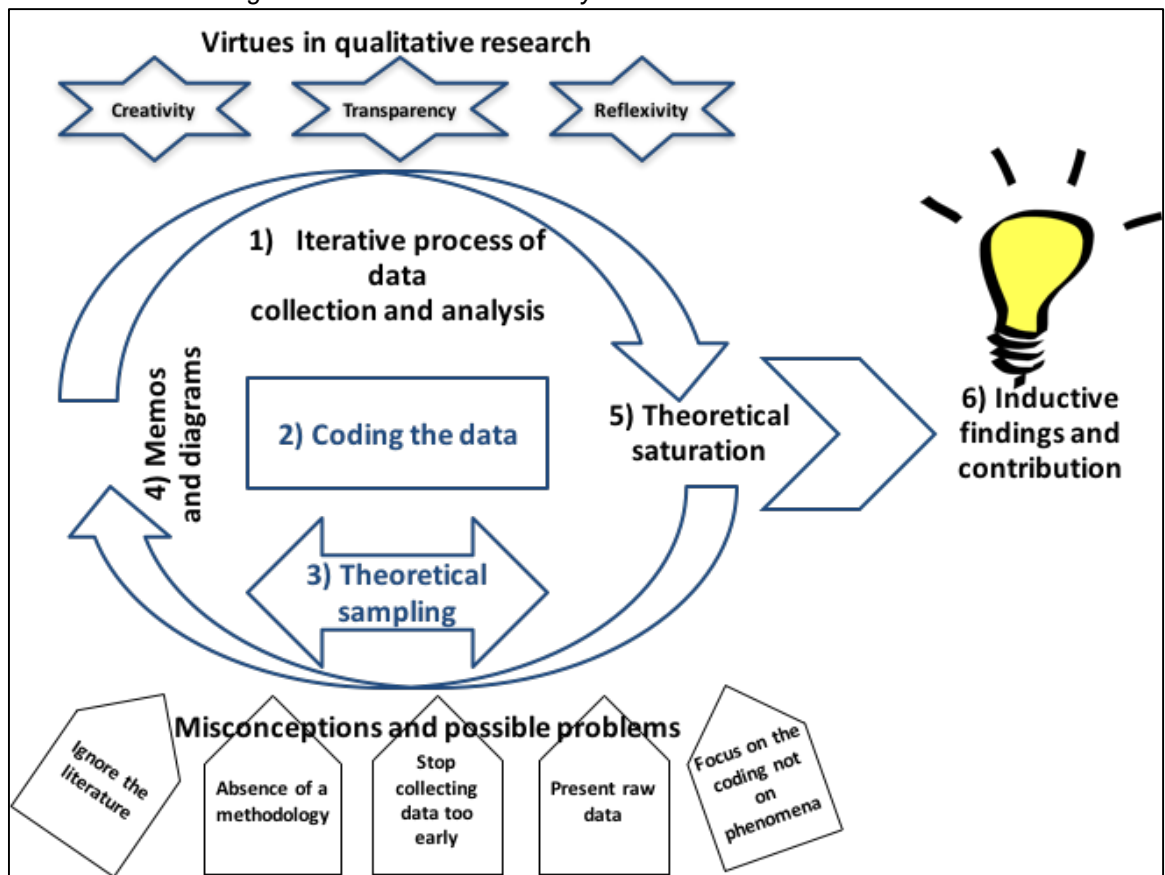 Virtues in qualitative research
Creativity
Transparency
Reflexivity
1) Iterative process of
data
collection and analysis
4) Memos
and diagrams
2) Coding the data
5) Theoretical
saturation
6) Inductive
findings and
contribution
3) Theoretical
sampling
Misconceptions and possible problems
Ignore the
literature
Absence of a
methodology
Stop
collecting
data too
early
Present raw
data
Focus on the
coding not
on
phenomena